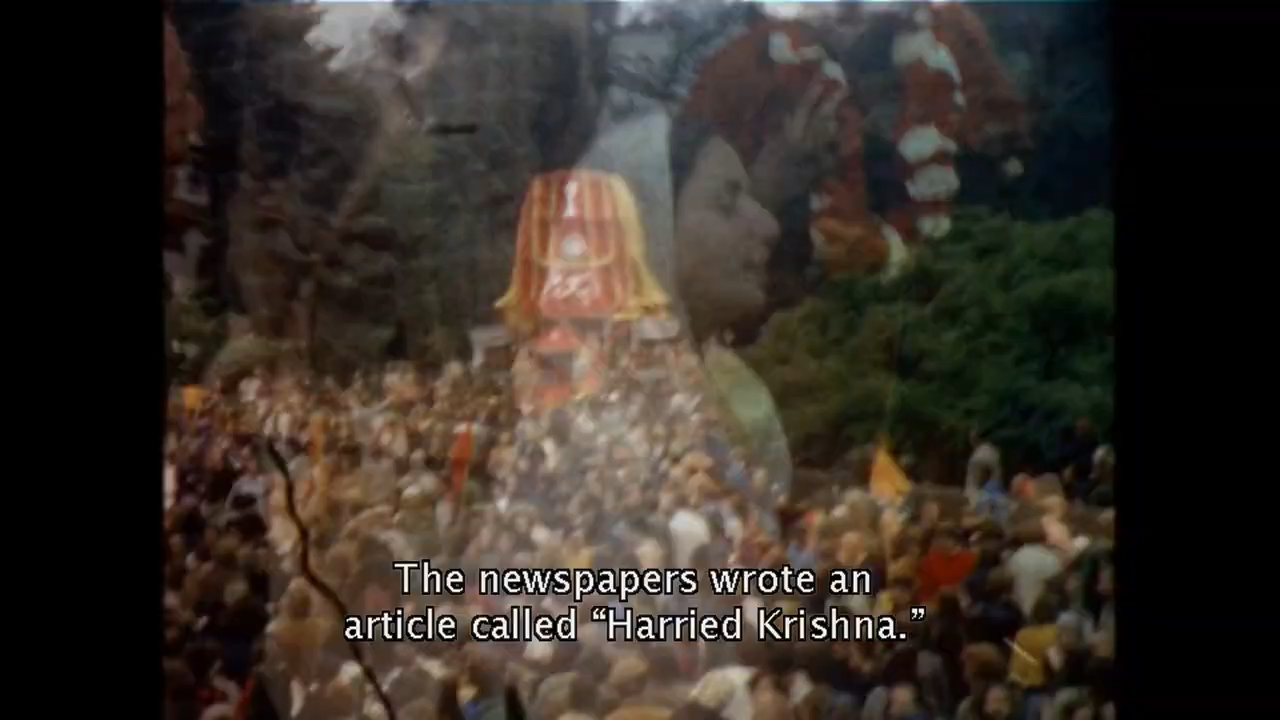 The newspapers wrote an
article called “Harried Krishna.”